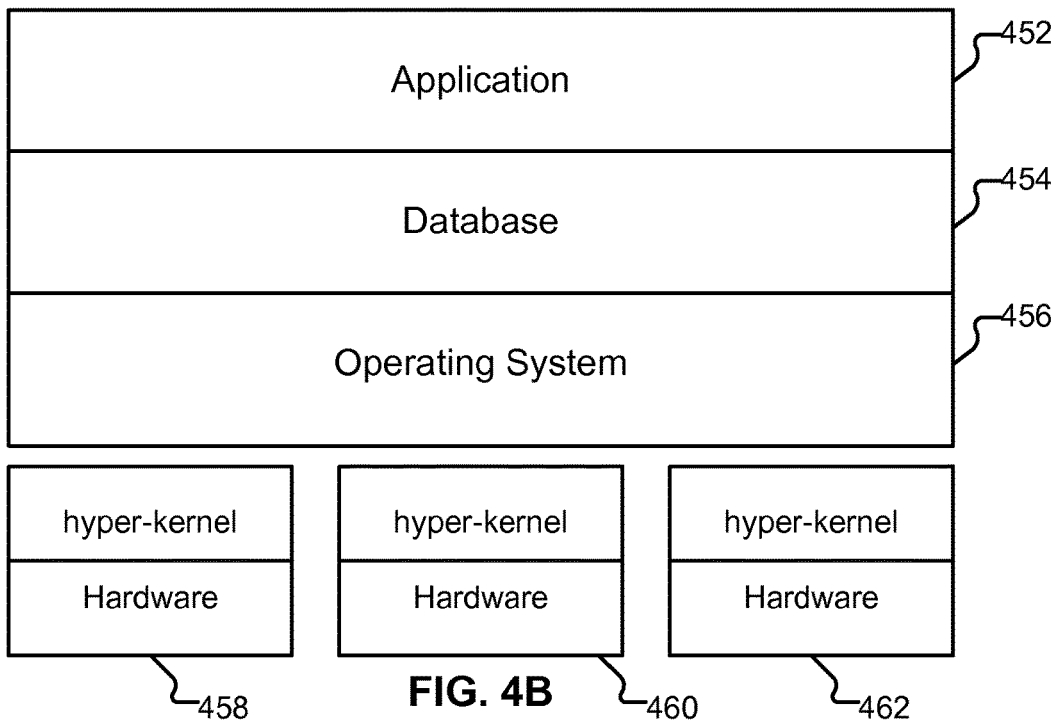 Application
452
Database
454
Operating System
456
hyper-kernel
hyper-kernel
hyper-kernel
Hardware
Hardware
Hardware
458
FIG. 4B
460
462